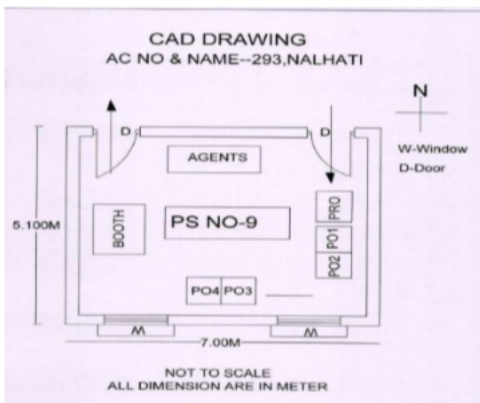 CAD DRAWING
AC NO & NAME--293,NALHATI
N
W-Window
D-Door
D
D
AGENTS
5.100M
BOOTH
PS NO-9
PRO
PO1
PO2
PO4
PO3
W
W
7.00M
NOT TO SCALE
ALL DIMENSION ARE IN METER